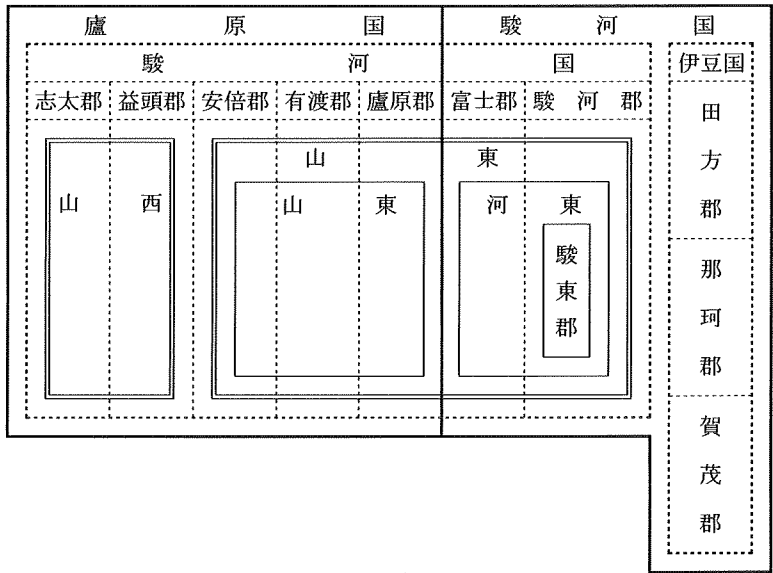 廬原国 駿河国
駿河国 伊豆国
志太郡 益頭郡 安倍郡 有渡郡 廬原郡 富士郡 駿河郡
田方郡
山東
山西 山東 河東
駿東郡
那珂郡
賀茂郡